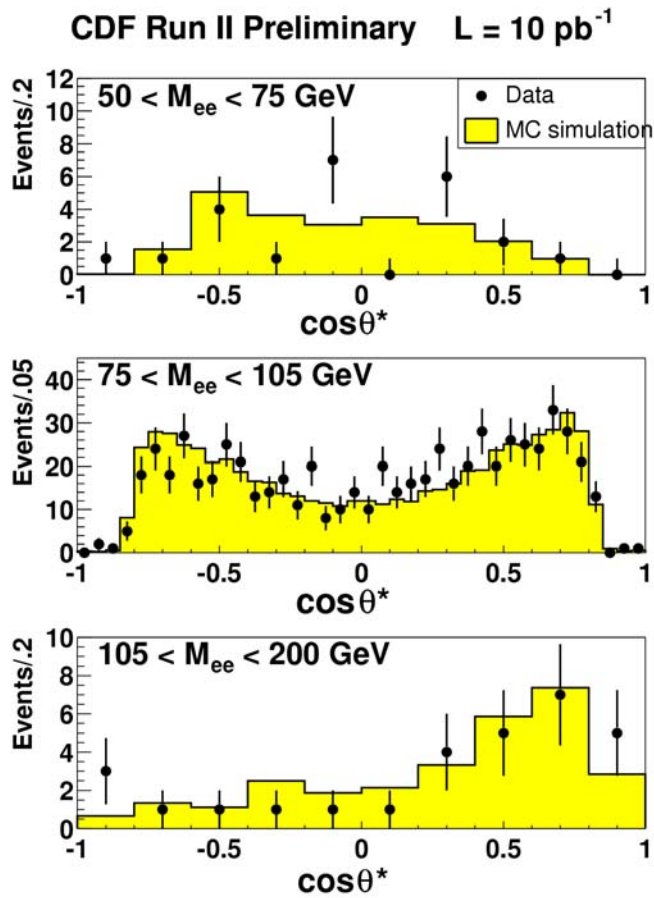 CDF Run II Preliminary L = 10 pb⁻¹
50 < Mee < 75 GeV
Data
MC simulation
Events/.2
12
10
8
6
4
2
0
-1 -0.5 0 0.5 1
cosθ*
75 < Mee < 105 GeV
Events/.05
40
30
20
10
0
-1 -0.5 0 0.5 1
cosθ*
105 < Mee < 200 GeV
Events/.2
10
8
6
4
2
0
-1 -0.5 0 0.5 1
cosθ*